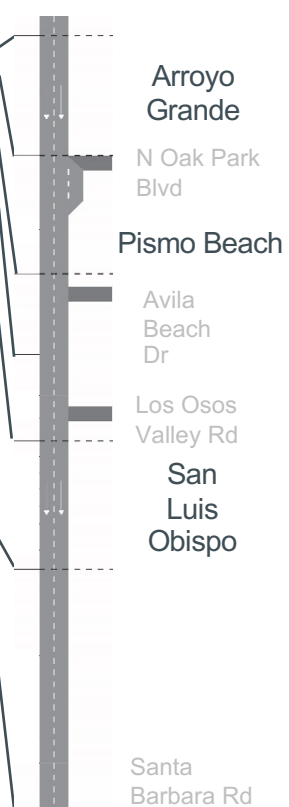 Arroyo
Grande
N Oak Park
Blvd
Pismo Beach
Avila
Beach
Dr
Los Osos
Valley Rd
San
Luis
Obispo
Santa
Barbara Rd